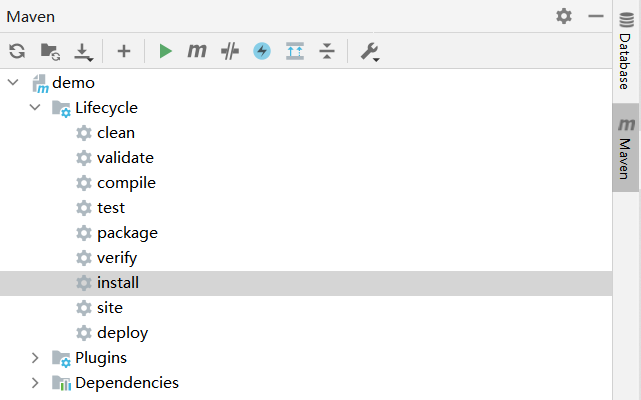 Maven
demo
Lifecycle
clean
validate
compile
test
package
verify
install
site
deploy
Plugins
Dependencies
Database
m Maven